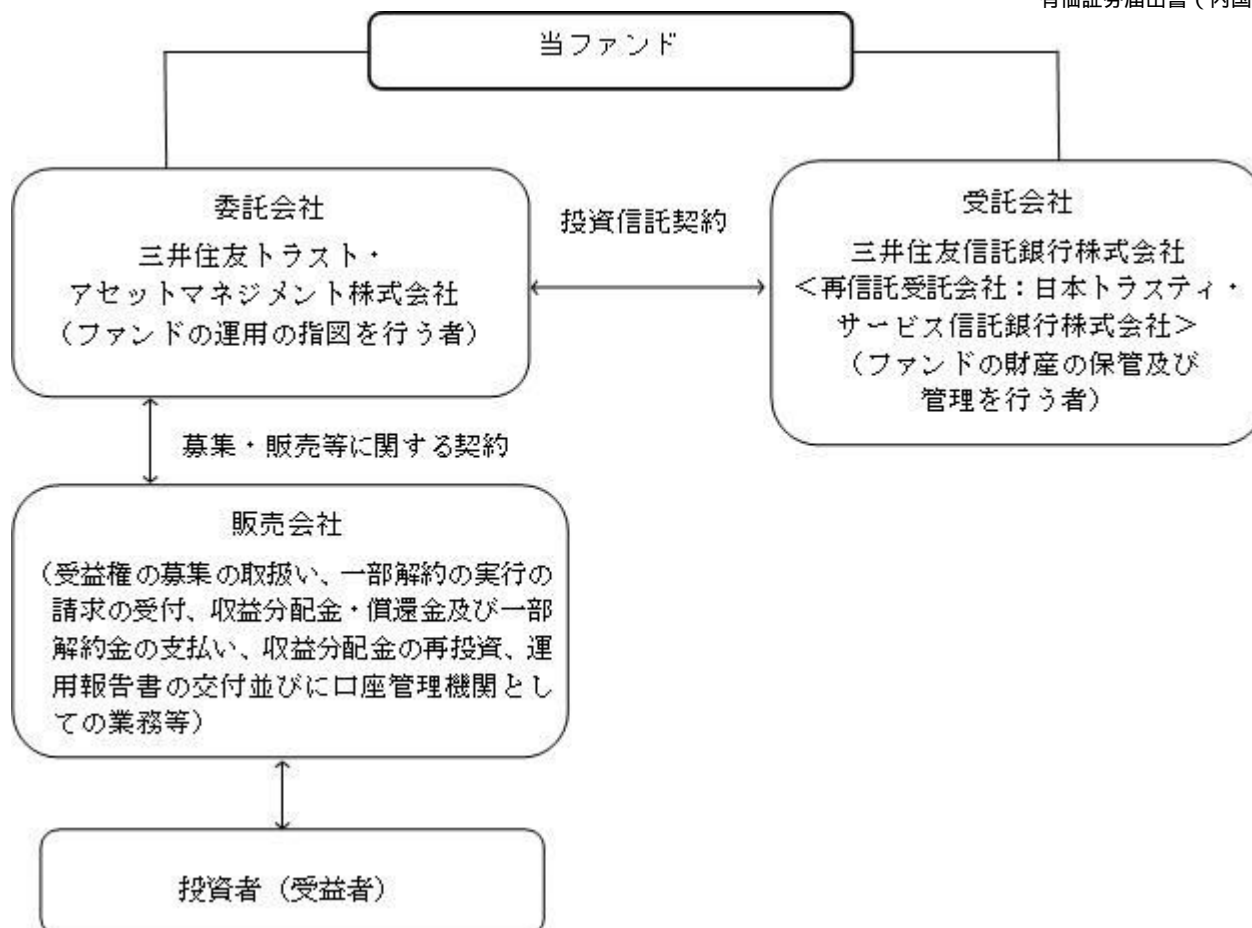 有価証券届出書（内国
当ファンド
委託会社
三井住友トラスト・
アセットマネジメント株式会社
（ファンドの運用の指図を行う者）
投資信託契約
受託会社
三井住友信託銀行株式会社
＜再信託受託会社：日本トラスティ・
サービス信託銀行株式会社＞
（ファンドの財産の保管及び
管理を行う者）
募集・販売等に関する契約
販売会社
（受益権の募集の取扱い、一部解約の実行の
請求の受付、収益分配金・償還金及び一部
解約金の支払い、収益分配金の再投資、運
用報告書の交付並びに口座管理機関とし
ての業務等）
投資者（受益者）